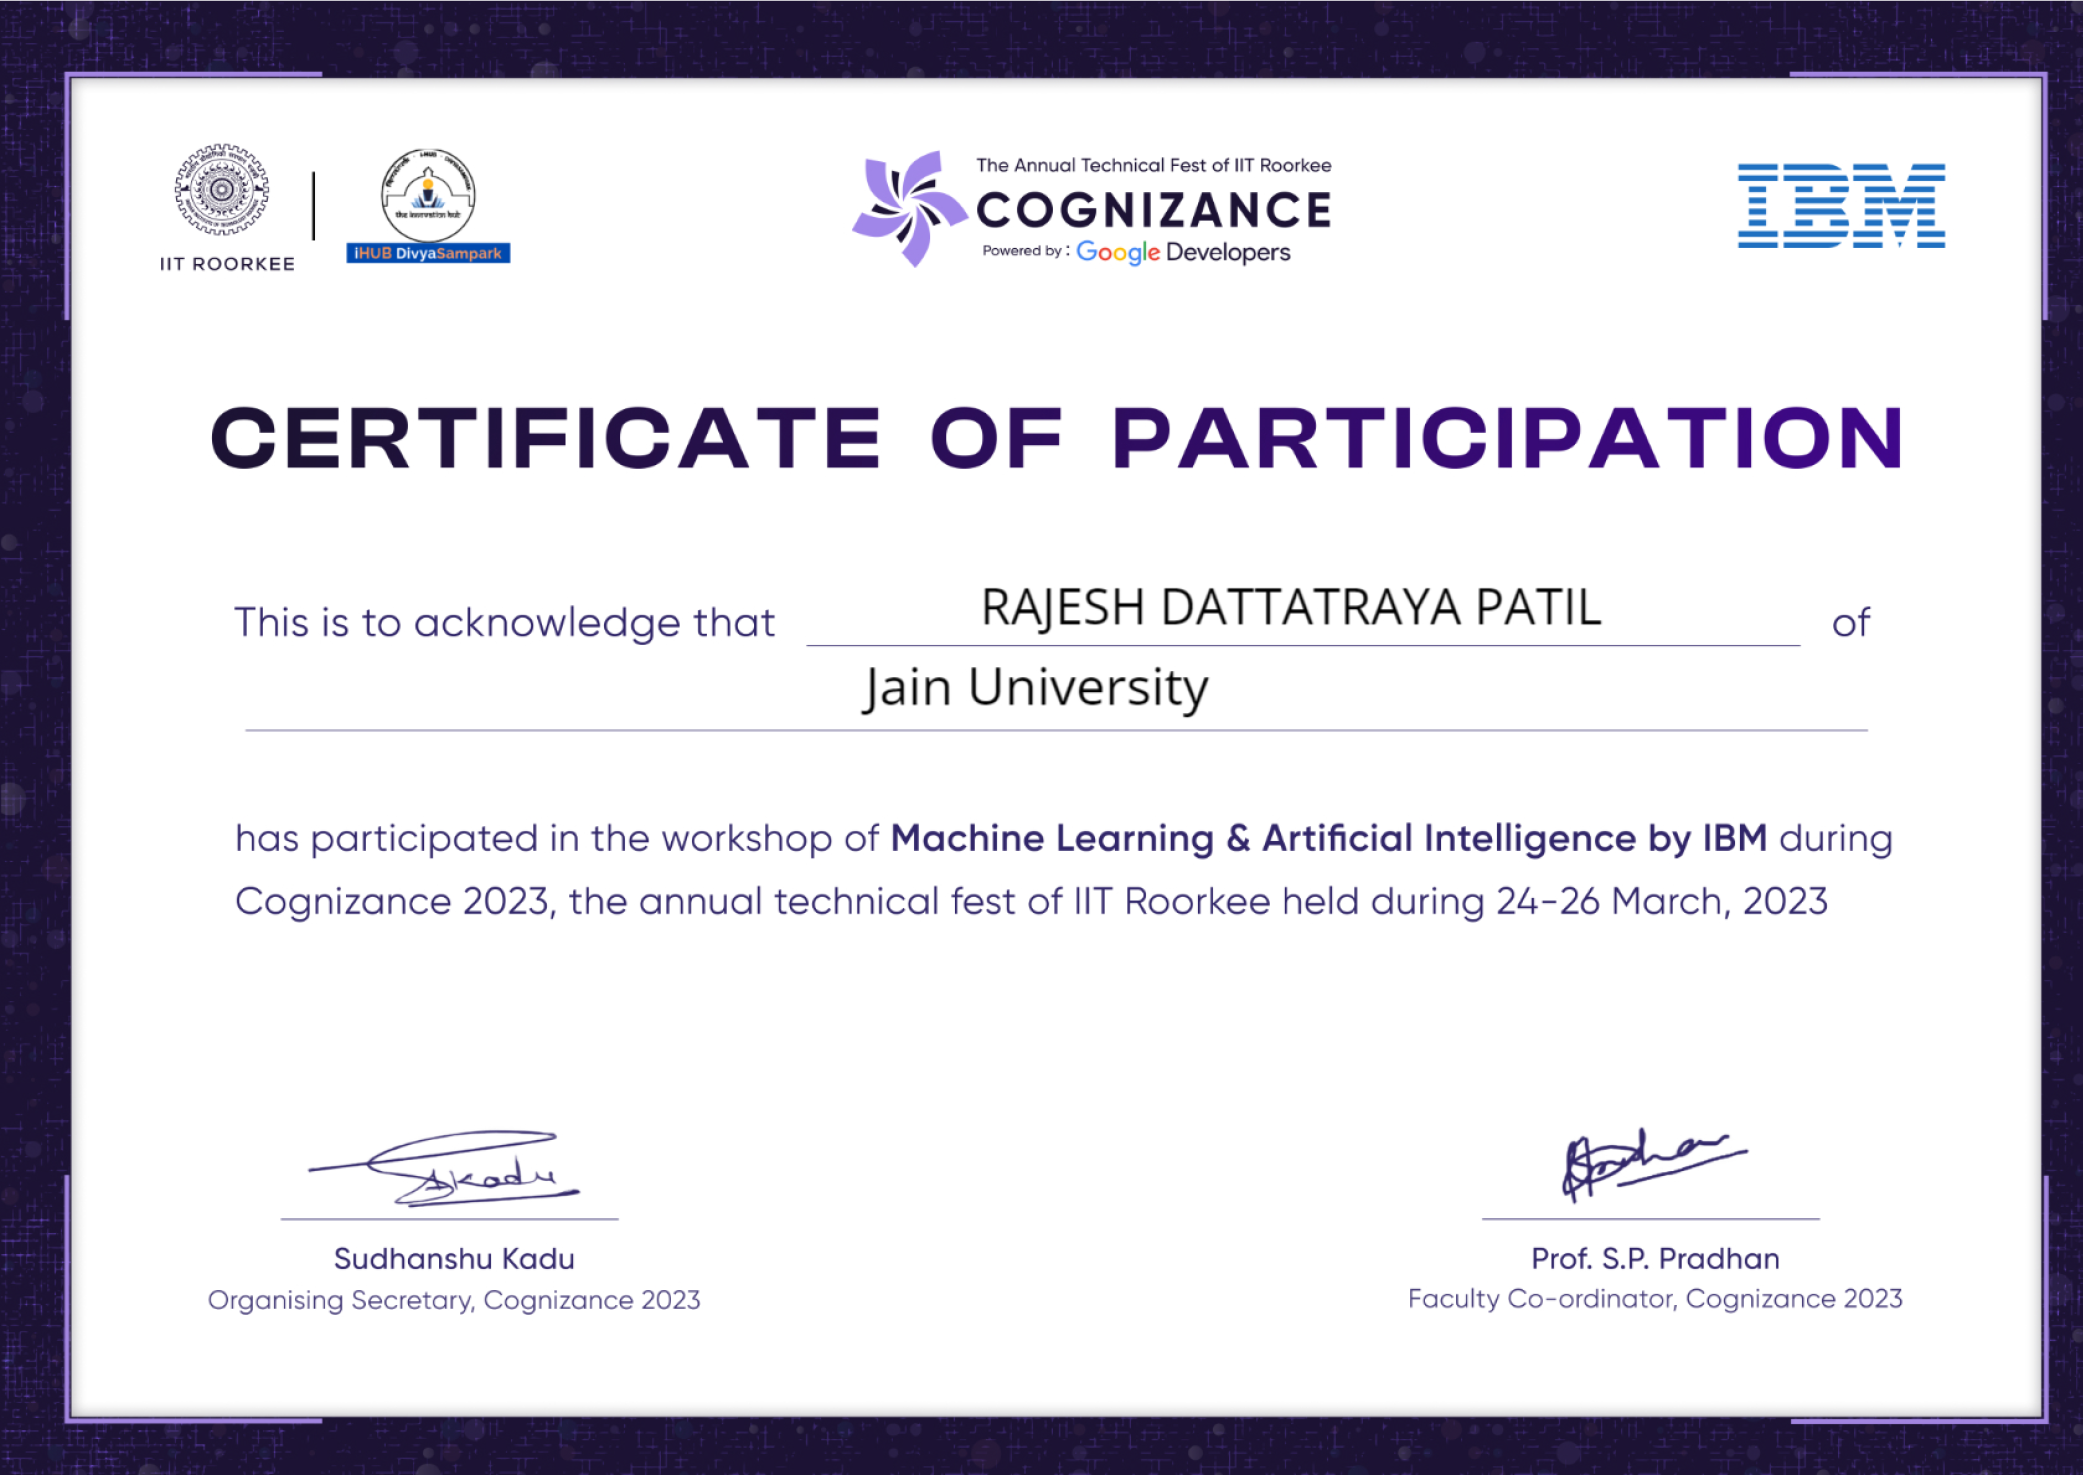 IIT ROORKEE
the innovation hub
iHUB DivyaSampark
The Annual Technical Fest of IIT Roorkee
COGNIZANCE
Powered by : Google Developers
IBM
CERTIFICATE OF PARTICIPATION
This is to acknowledge that RAJESH DATTATRAYA PATIL of
Jain University
has participated in the workshop of Machine Learning & Artificial Intelligence by IBM during
Cognizance 2023, the annual technical fest of IIT Roorkee held during 24-26 March, 2023
Sudhanshu Kadu
Organising Secretary, Cognizance 2023
Prof. S.P. Pradhan
Faculty Co-ordinator, Cognizance 2023